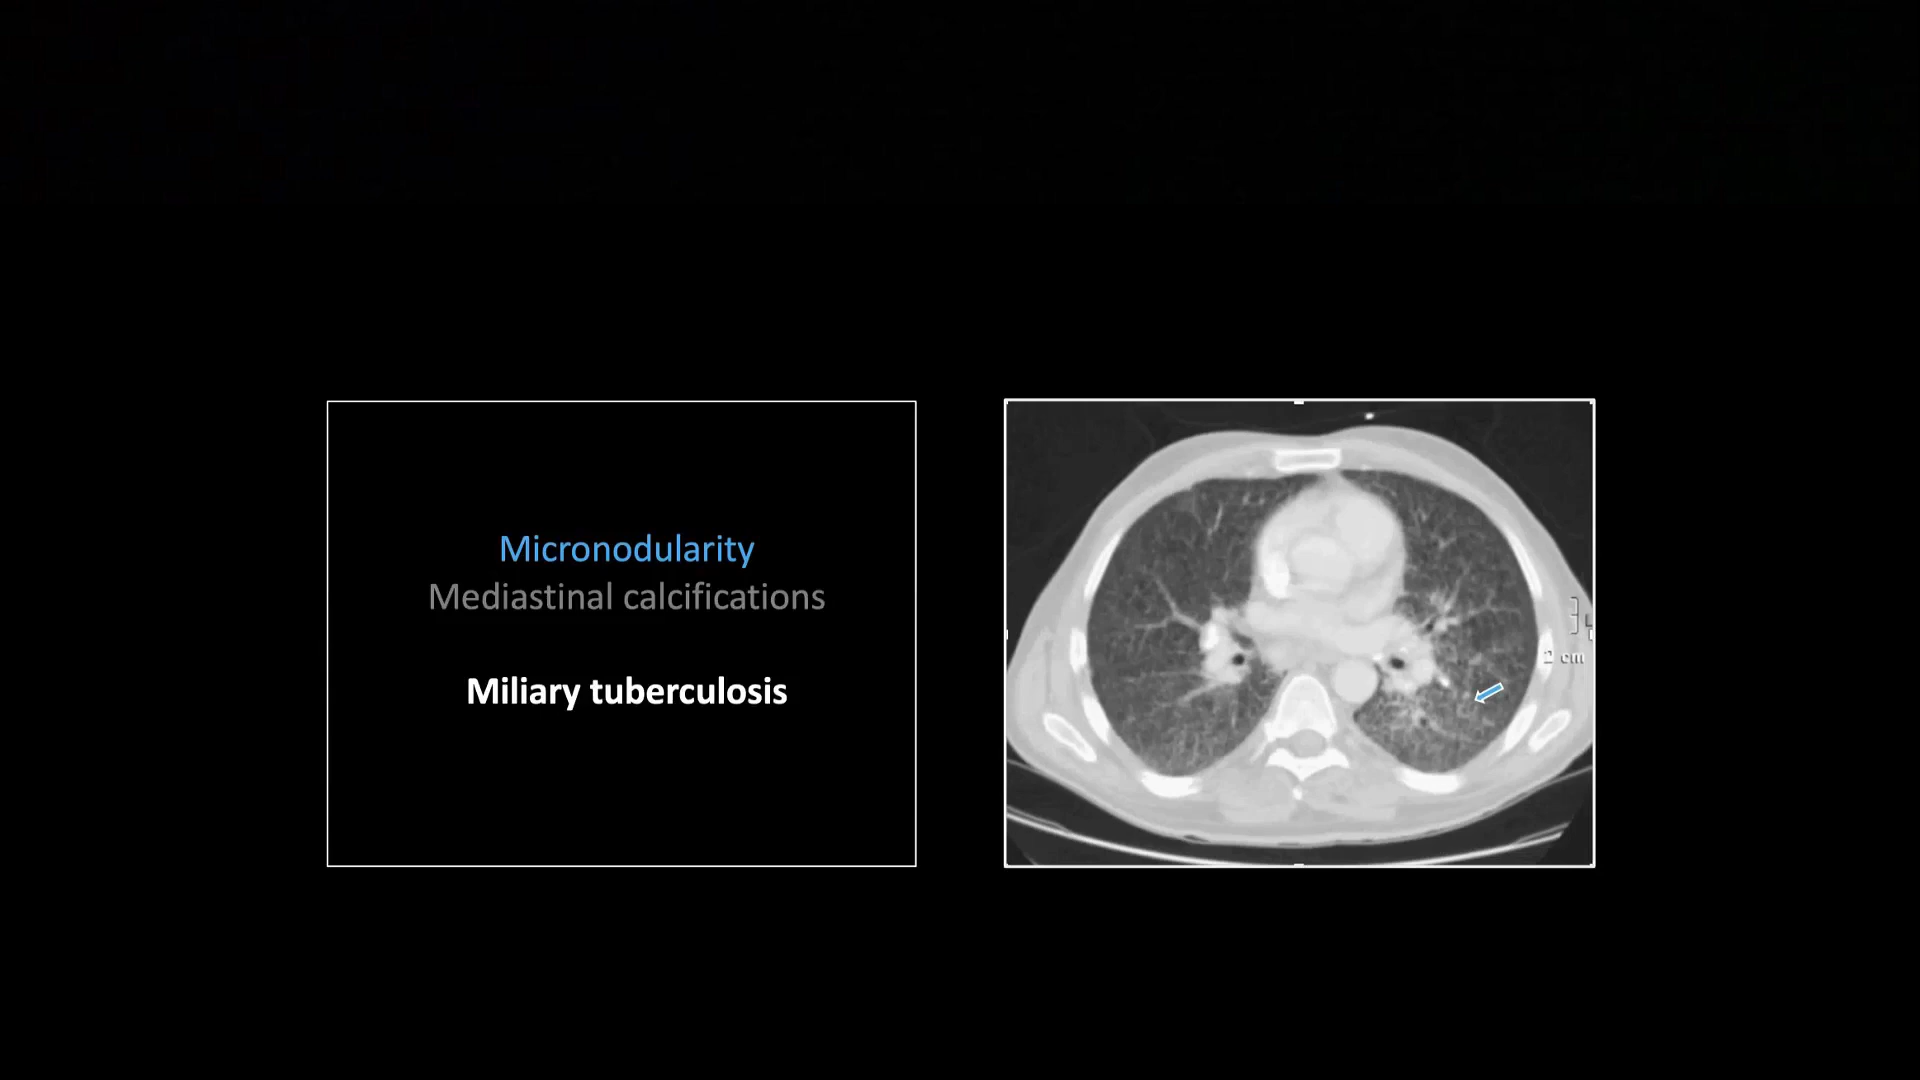 Micronodularity
Mediastinal calcifications
Miliary tuberculosis
2 cm